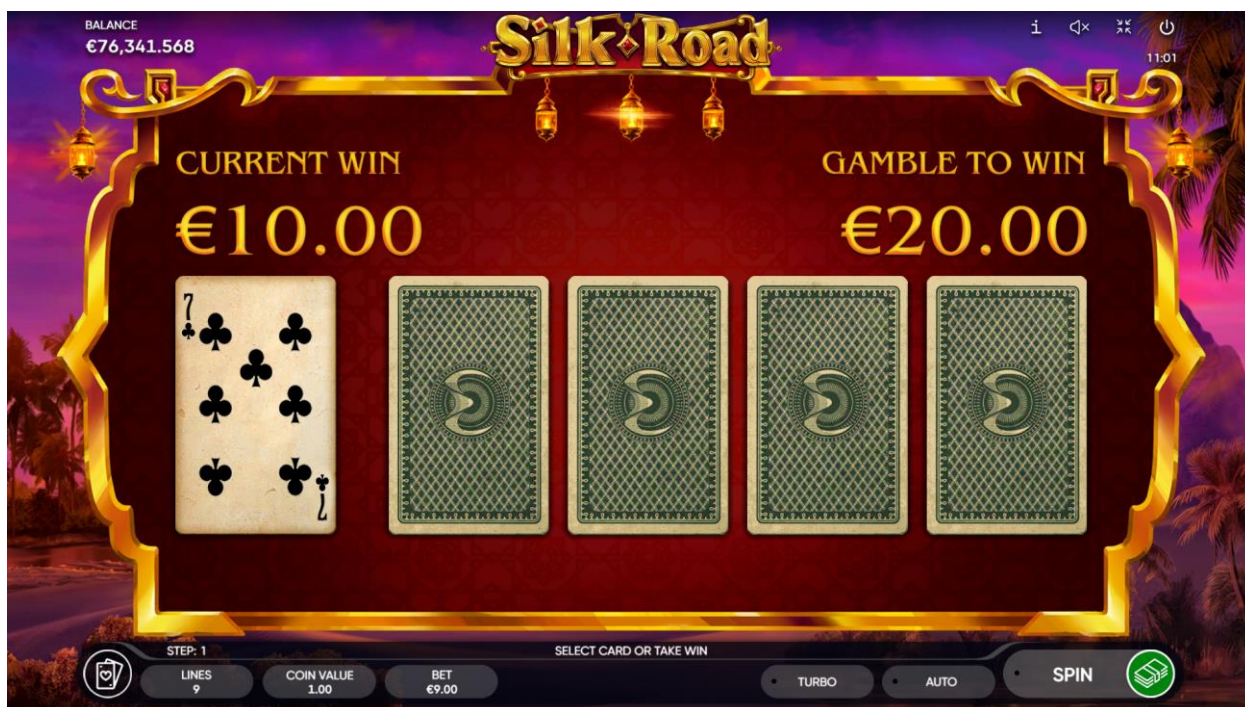 BALANCE
€76,341.568
Silk Road
i
11:01
CURRENT WIN
€10.00
GAMBLE TO WIN
€20.00
7
7
STEP: 1
SELECT CARD OR TAKE WIN
LINES
9
COIN VALUE
1.00
BET
€9.00
TURBO
AUTO
SPIN